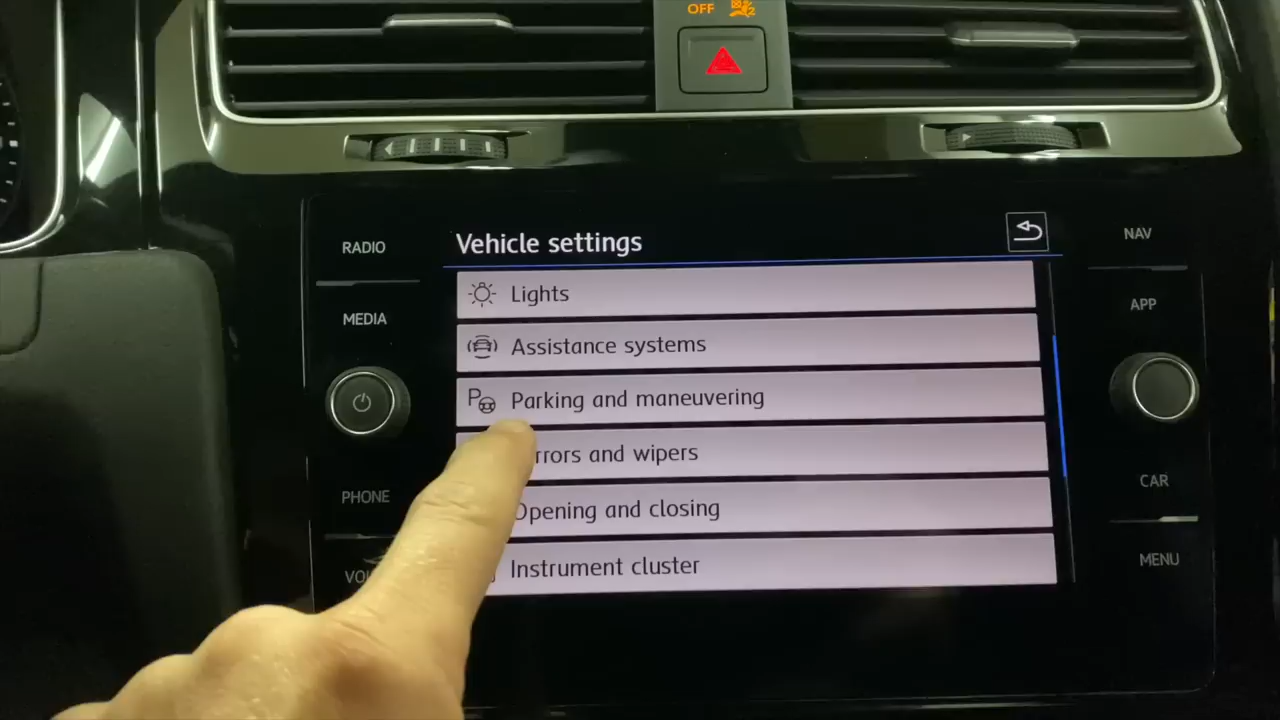 OFF
RADIO
MEDIA
PHONE
Vehicle settings
Lights
Assistance systems
P Parking and maneuvering
rrors and wipers
Opening and closing
Instrument cluster
NAV
APP
CAR
MENU